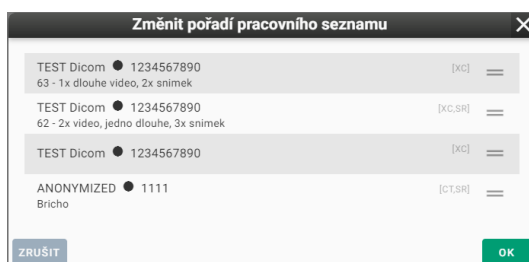 Změnit pořadí pracovního seznamu
TEST Dicom ● 1234567890 [XC]
63 - 1x dlouhe video, 2x snimek
TEST Dicom ● 1234567890 [XC,SR]
62 - 2x video, jedno dlouhe, 3x snimek
TEST Dicom ● 1234567890 [XC]
ANONYMIZED ● 1111 [CT,SR]
Bricho
ZRUŠIT OK